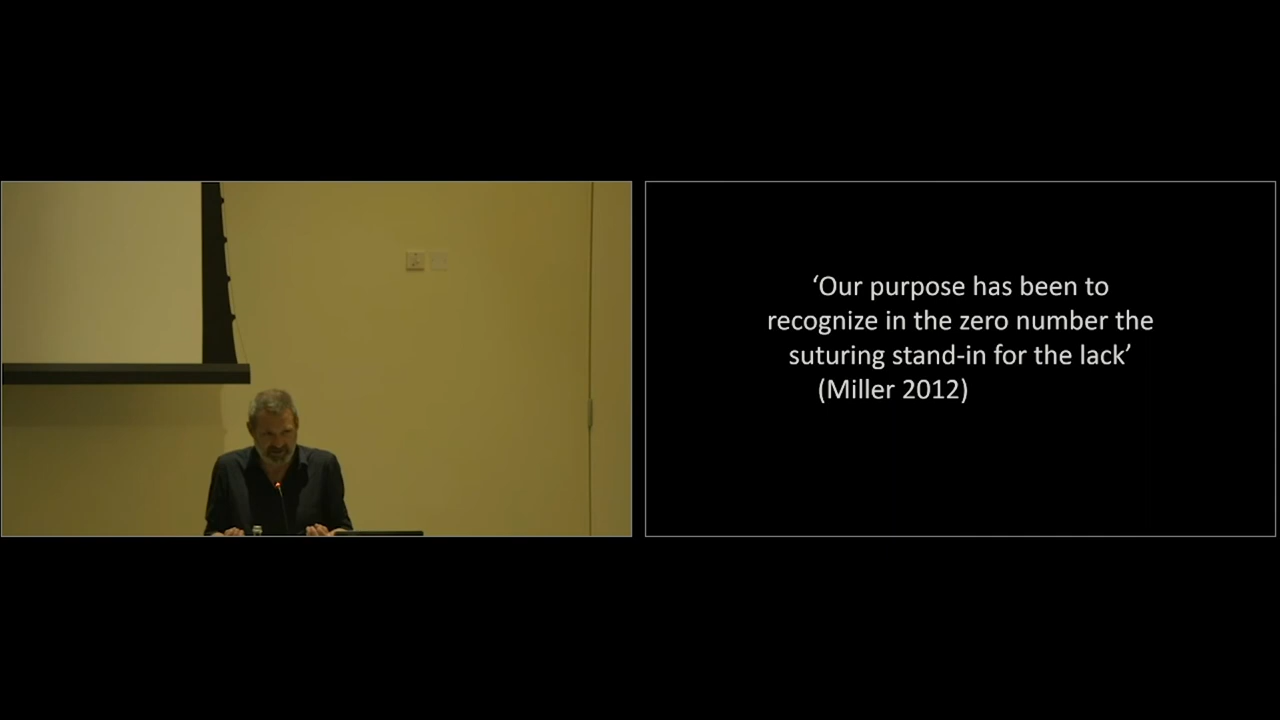 ‘Our purpose has been to
recognize in the zero number the
suturing stand-in for the lack’
(Miller 2012)